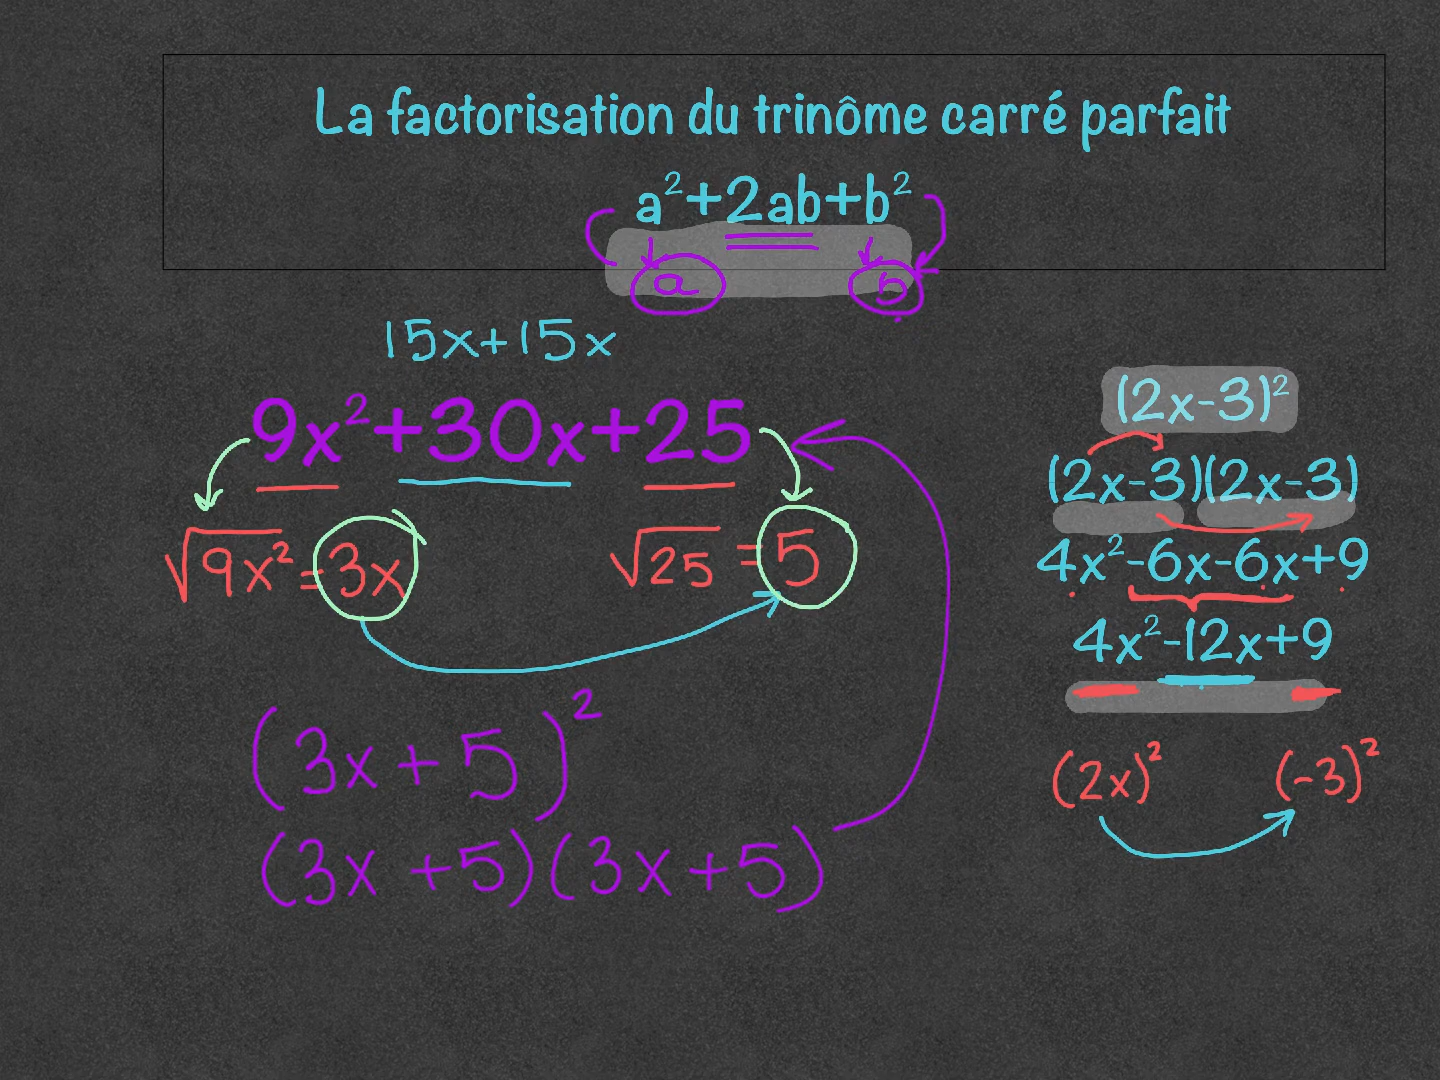 La factorisation du trinôme carré parfait
a²+2ab+b²
a b
15x+15x
9x²+30x+25
√9x² = 3x √25 = 5
(3x+5)²
(3x+5)(3x+5)
(2x-3)²
(2x-3)(2x-3)
4x²-6x-6x+9
4x²-12x+9
(2x)² (-3)²